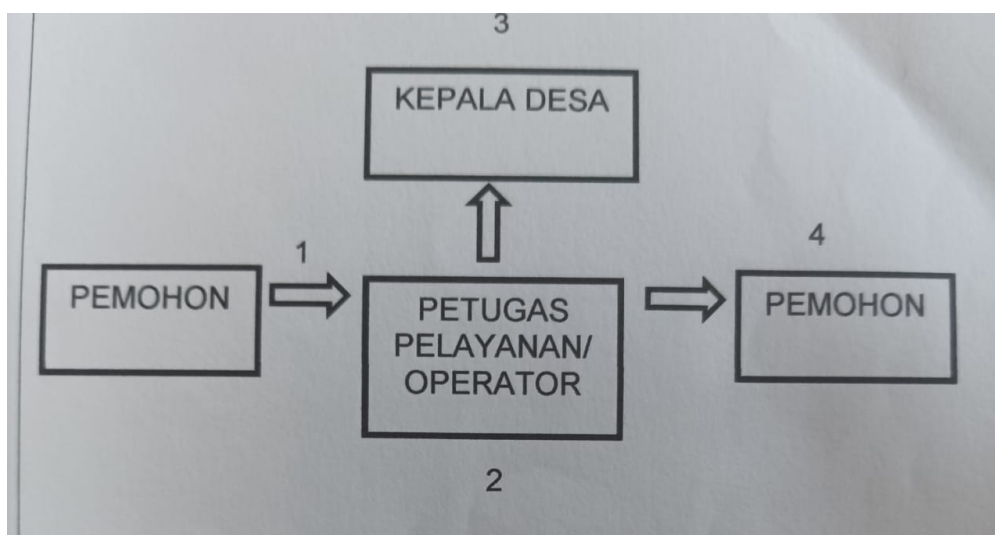 3
KEPALA DESA
1
4
PEMOHON
PETUGAS
PELAYANAN/
OPERATOR
PEMOHON
2